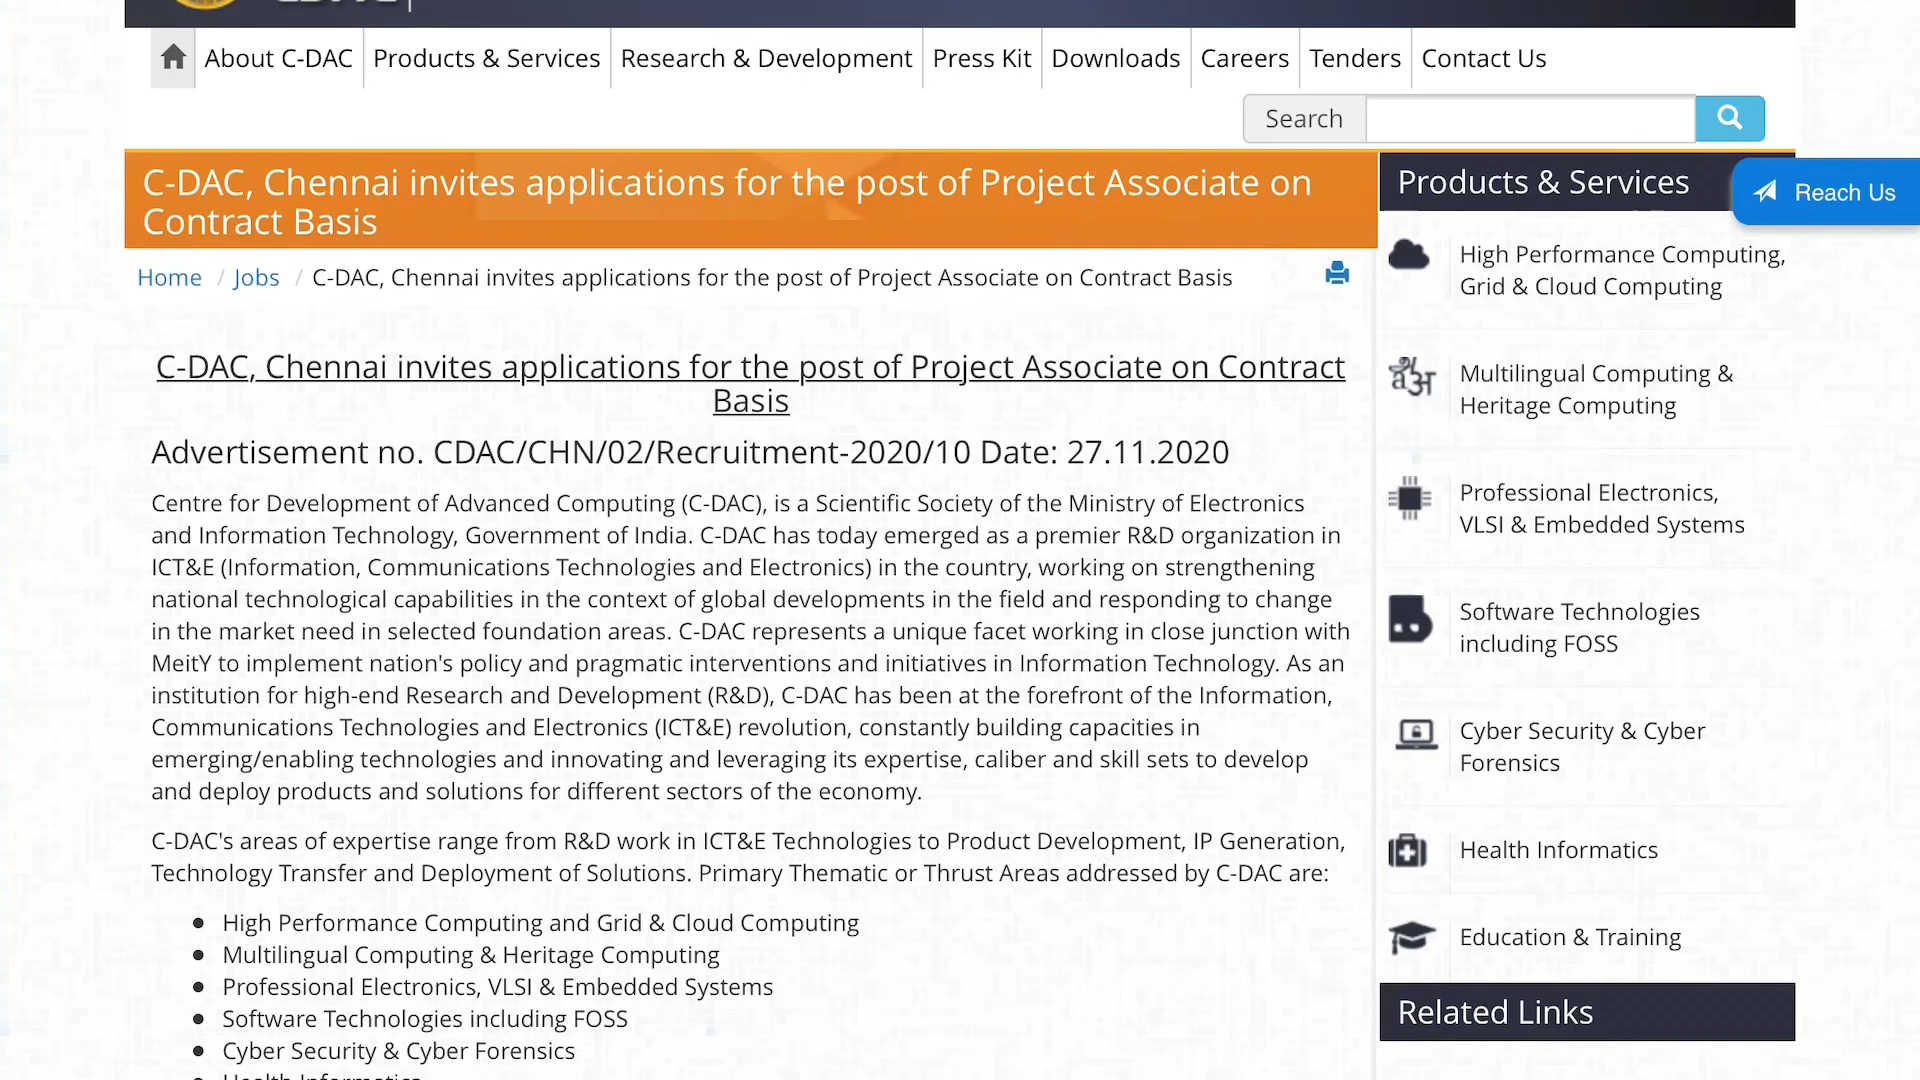 About C-DAC
Products & Services
Research & Development
Press Kit
Downloads
Careers
Tenders
Contact Us
Search
C-DAC, Chennai invites applications for the post of Project Associate on
Contract Basis
Home / Jobs / C-DAC, Chennai invites applications for the post of Project Associate on Contract Basis
C-DAC, Chennai invites applications for the post of Project Associate on Contract
Basis
Advertisement no. CDAC/CHN/02/Recruitment-2020/10 Date: 27.11.2020
Centre for Development of Advanced Computing (C-DAC), is a Scientific Society of the Ministry of Electronics
and Information Technology, Government of India. C-DAC has today emerged as a premier R&D organization in
ICT&E (Information, Communications Technologies and Electronics) in the country, working on strengthening
national technological capabilities in the context of global developments in the field and responding to change
in the market need in selected foundation areas. C-DAC represents a unique facet working in close junction with
MeitY to implement nation's policy and pragmatic interventions and initiatives in Information Technology. As an
institution for high-end Research and Development (R&D), C-DAC has been at the forefront of the Information,
Communications Technologies and Electronics (ICT&E) revolution, constantly building capacities in
emerging/enabling technologies and innovating and leveraging its expertise, caliber and skill sets to develop
and deploy products and solutions for different sectors of the economy.
C-DAC's areas of expertise range from R&D work in ICT&E Technologies to Product Development, IP Generation,
Technology Transfer and Deployment of Solutions. Primary Thematic or Thrust Areas addressed by C-DAC are:
High Performance Computing and Grid & Cloud Computing
Multilingual Computing & Heritage Computing
Professional Electronics, VLSI & Embedded Systems
Software Technologies including FOSS
Cyber Security & Cyber Forensics
Health Informatics
Products & Services
Reach Us
High Performance Computing,
Grid & Cloud Computing
Multilingual Computing &
Heritage Computing
Professional Electronics,
VLSI & Embedded Systems
Software Technologies
including FOSS
Cyber Security & Cyber
Forensics
Health Informatics
Education & Training
Related Links